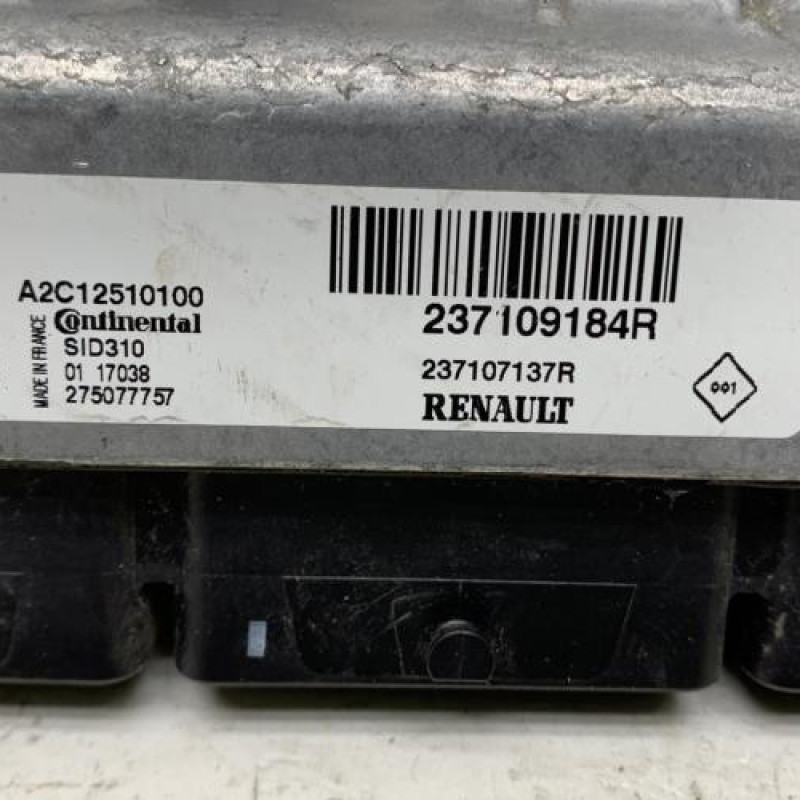 A2C12510100
Continental
SID310
01 17038
275077757
MADE IN FRANCE
237109184R
237107137R
RENAULT
001